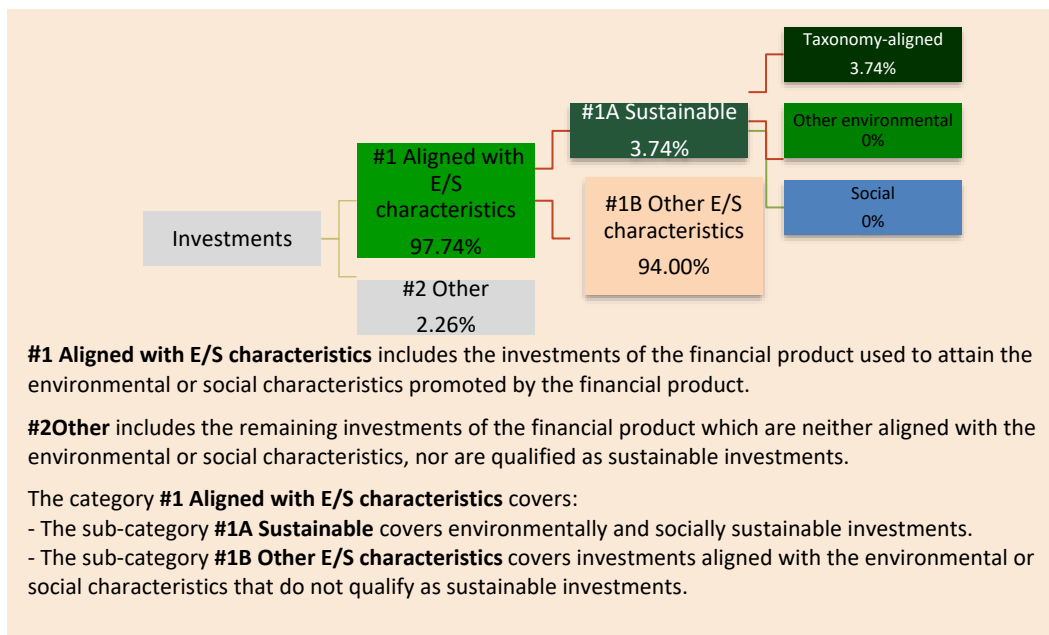 Taxonomy-aligned
3.74%
#1A Sustainable
3.74%
Other environmental
0%
#1 Aligned with
E/S
characteristics
97.74%
#1B Other E/S
characteristics
94.00%
Social
0%
Investments
#2 Other
2.26%
#1 Aligned with E/S characteristics includes the investments of the financial product used to attain the
environmental or social characteristics promoted by the financial product.
#2Other includes the remaining investments of the financial product which are neither aligned with the
environmental or social characteristics, nor are qualified as sustainable investments.
The category #1 Aligned with E/S characteristics covers:
- The sub-category #1A Sustainable covers environmentally and socially sustainable investments.
- The sub-category #1B Other E/S characteristics covers investments aligned with the environmental or
social characteristics that do not qualify as sustainable investments.